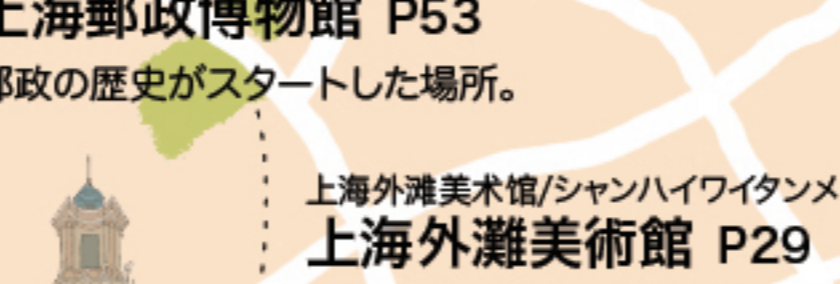 上海郵政博物館 P53
郵政の歴史がスタートした場所。
上海外滩美术馆/シャンハイワイタンメ
上海外灘美術館 P29